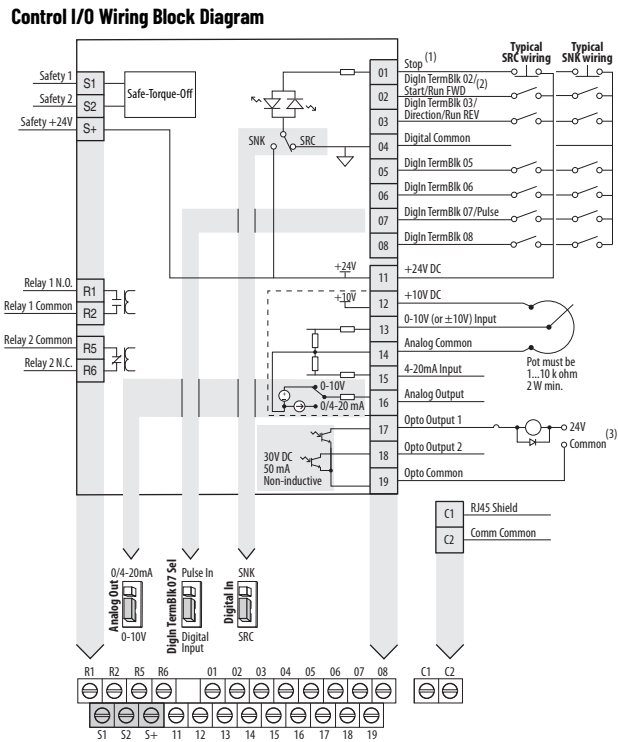 Control I/O Wiring Block Diagram
Typical
SRC wiring
Typical
SNK wiring
Safety 1
S1
Safety 2
S2
Safety +24V
S+
Safe-Torque-Off
SNK
SRC
01
Stop (1)
02
DigIn TermBlk 02/
Start/Run FWD (2)
03
DigIn TermBlk 03/
Direction/Run REV
04
Digital Common
05
DigIn TermBlk 05
06
DigIn TermBlk 06
07
DigIn TermBlk 07/Pulse
08
DigIn TermBlk 08
+24V
11
+24V DC
+10V
12
+10V DC
13
0-10V (or ±10V) Input
14
Analog Common
15
4-20mA Input
16
Analog Output
17
Opto Output 1
18
Opto Output 2
19
Opto Common
Pot must be
1...10 k ohm
2 W min.
24V
Common (3)
Relay 1 N.O.
R1
Relay 1 Common
R2
Relay 2 Common
R5
Relay 2 N.C.
R6
0-10V
0/4-20 mA
30V DC
50 mA
Non-inductive
C1
RJ45 Shield
C2
Comm Common
Analog Out
0/4-20mA
0-10V
DigIn TermBlk 07 Sel
Pulse In
Digital
Input
Digital In
SNK
SRC
R1 R2 R5 R6 01 02 03 04 05 06 07 08 C1 C2
S1 S2 S+ 11 12 13 14 15 16 17 18 19